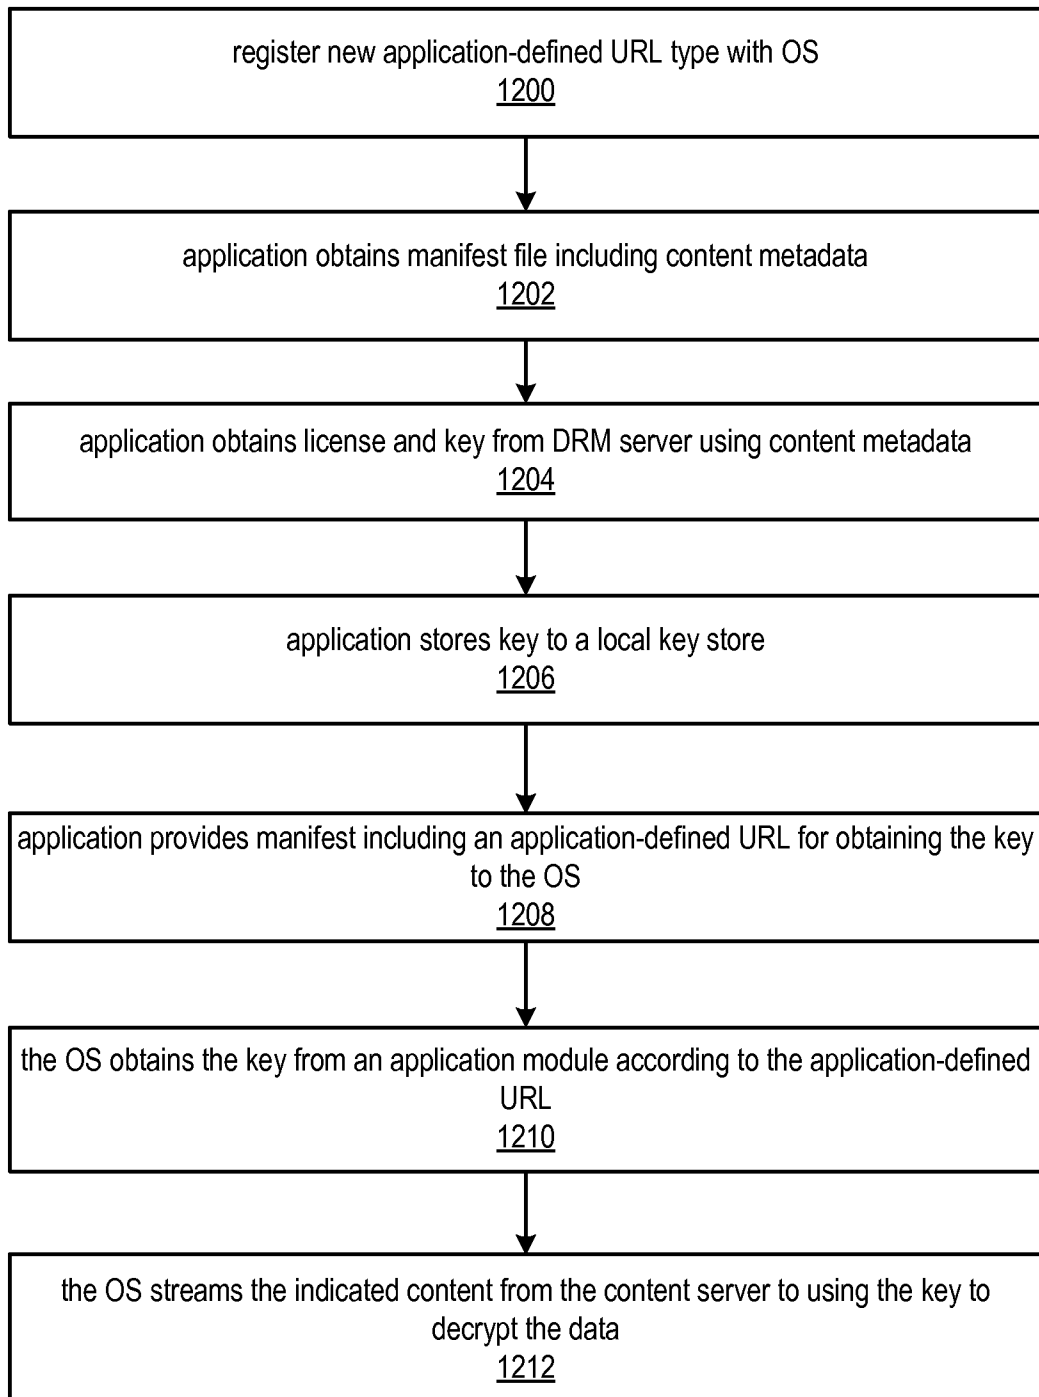 register new application-defined URL type with OS
1200
application obtains manifest file including content metadata
1202
application obtains license and key from DRM server using content metadata
1204
application stores key to a local key store
1206
application provides manifest including an application-defined URL for obtaining the key
to the OS
1208
the OS obtains the key from an application module according to the application-defined
URL
1210
the OS streams the indicated content from the content server to using the key to
decrypt the data
1212